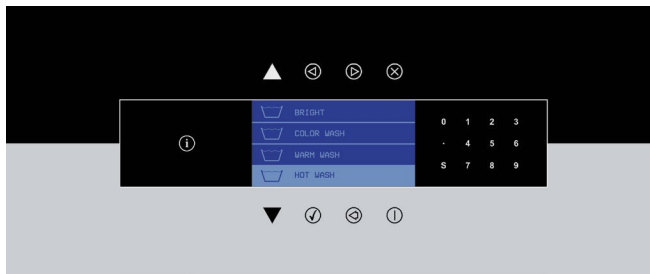 BRIGHT
COLOR WASH
WARM WASH
HOT WASH
i
0 1 2 3
. 4 5 6
S 7 8 9